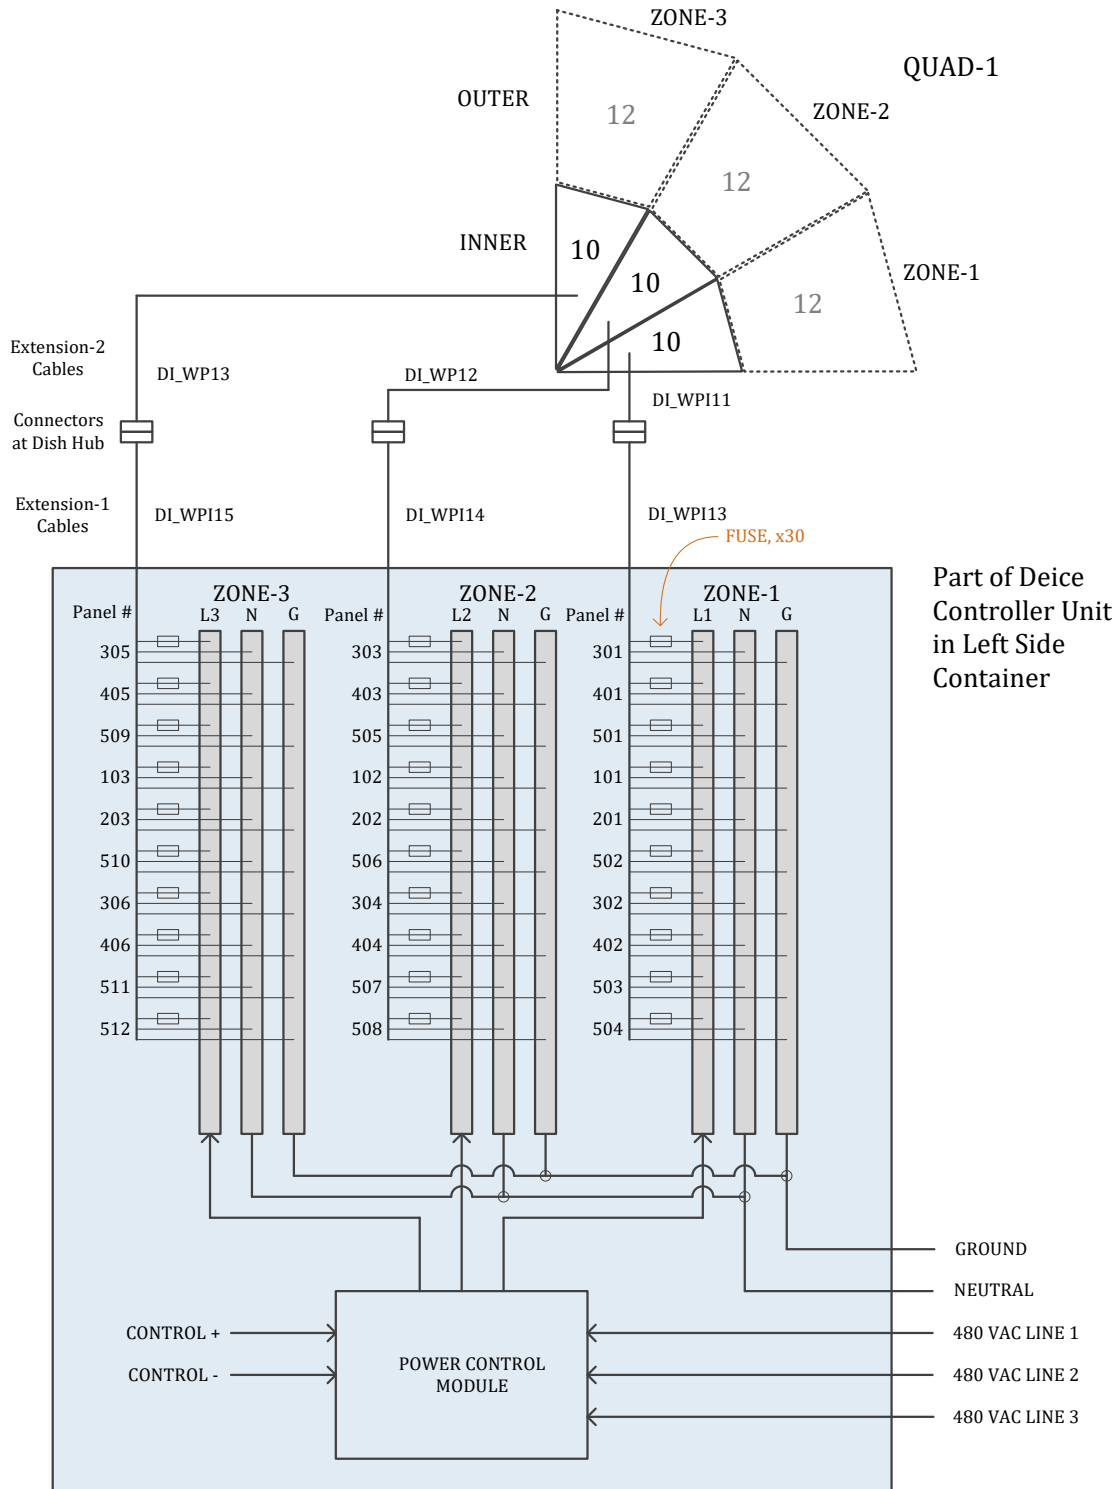 ZONE-3
QUAD-1
OUTER
ZONE-2
12
12
INNER
10
ZONE-1
10
12
10
Extension-2
Cables
DI_WP13
DI_WP12
DI_WPI11
Connectors
at Dish Hub
Extension-1
Cables
DI_WPI15
DI_WPI14
DI_WPI13
FUSE, x30
Part of Deice
Controller Unit
in Left Side
Container
ZONE-3
Panel # L3 N G
305
405
509
103
203
510
306
406
511
512
ZONE-2
Panel # L2 N G
303
403
505
102
202
506
304
404
507
508
ZONE-1
Panel # L1 N G
301
401
501
101
201
502
302
402
503
504
GROUND
NEUTRAL
CONTROL +
CONTROL -
POWER CONTROL
MODULE
480 VAC LINE 1
480 VAC LINE 2
480 VAC LINE 3